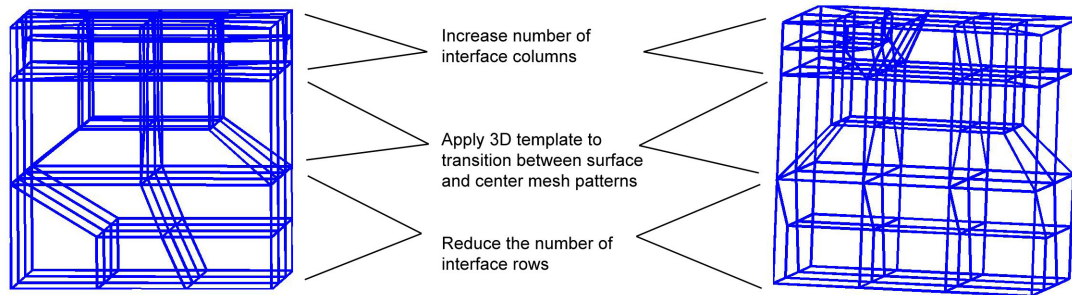 Increase number of
interface columns
Apply 3D template to
transition between surface
and center mesh patterns
Reduce the number of
interface rows